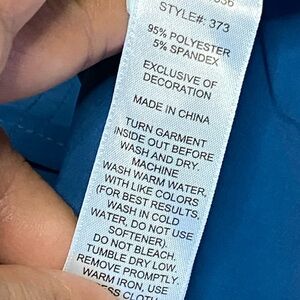 STYLE#: 373
95% POLYESTER
5% SPANDEX
EXCLUSIVE OF
DECORATION
MADE IN CHINA
TURN GARMENT
INSIDE OUT BEFORE
WASH AND DRY.
MACHINE
WASH WARM WATER,
WITH LIKE COLORS
(FOR BEST RESULTS,
WASH IN COLD
WATER, DO NOT USE
SOFTENER).
DO NOT BLEACH.
TUMBLE DRY LOW.
REMOVE PROMPTLY.
WARM IRON, USE